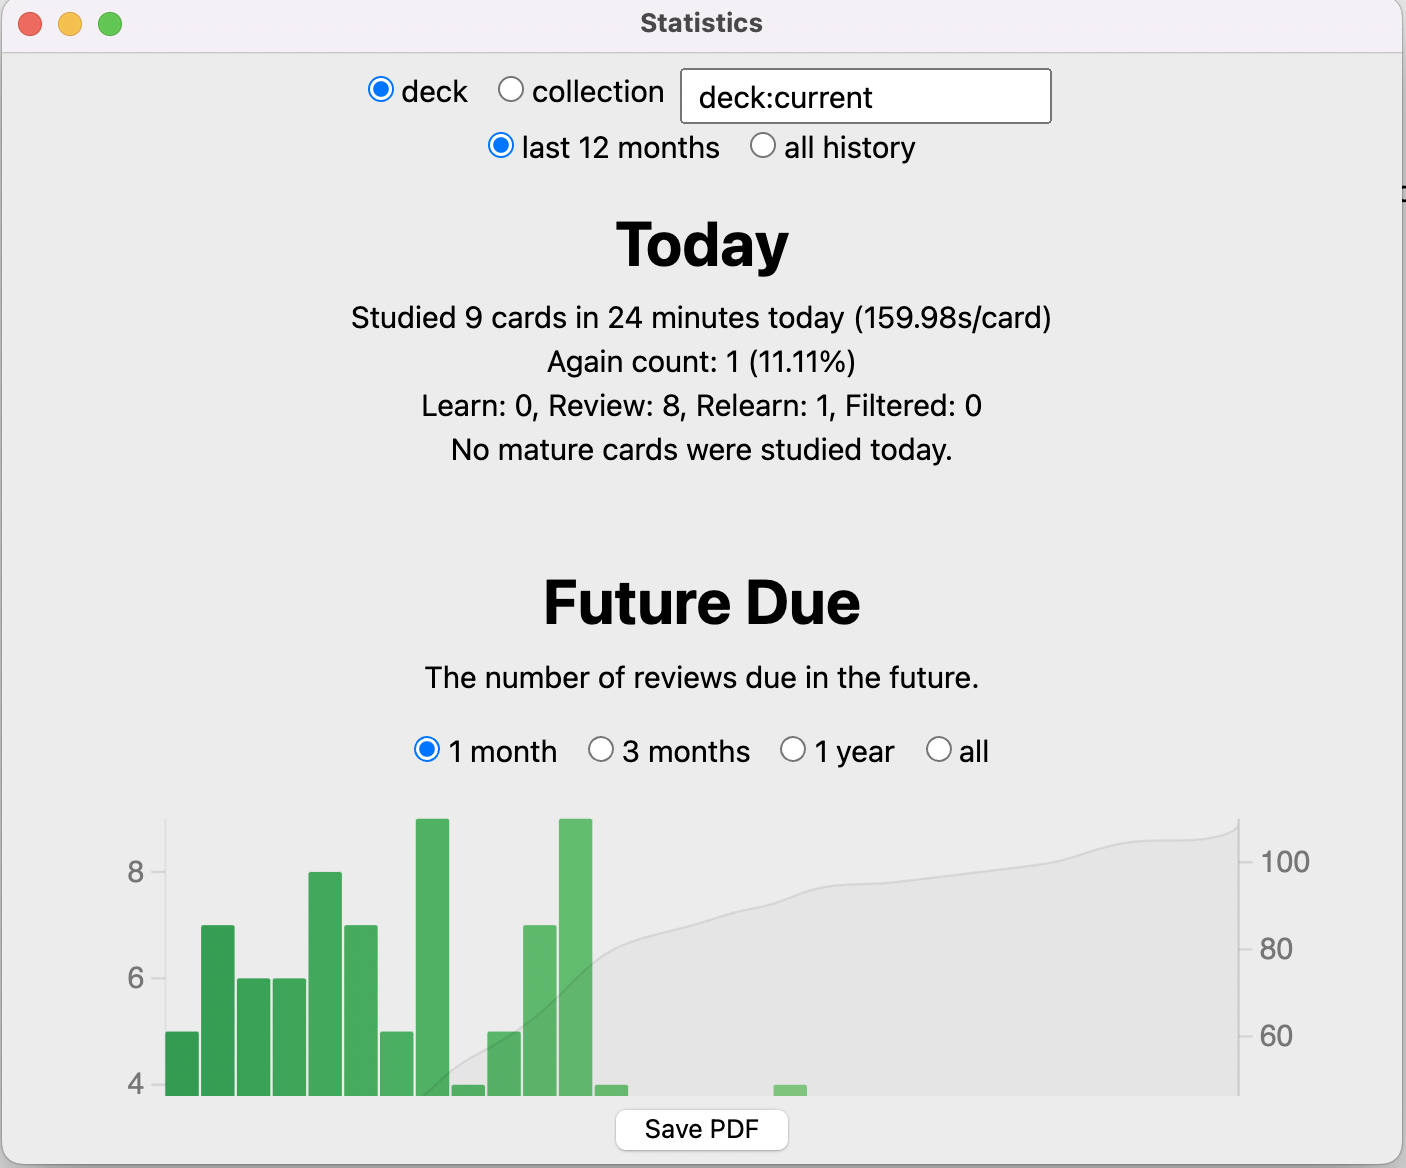 Statistics
deck collection deck:current
last 12 months all history
Today
Studied 9 cards in 24 minutes today (159.98s/card)
Again count: 1 (11.11%)
Learn: 0, Review: 8, Relearn: 1, Filtered: 0
No mature cards were studied today.
Future Due
The number of reviews due in the future.
1 month 3 months 1 year all
8 100
6 80
4 60
Save PDF